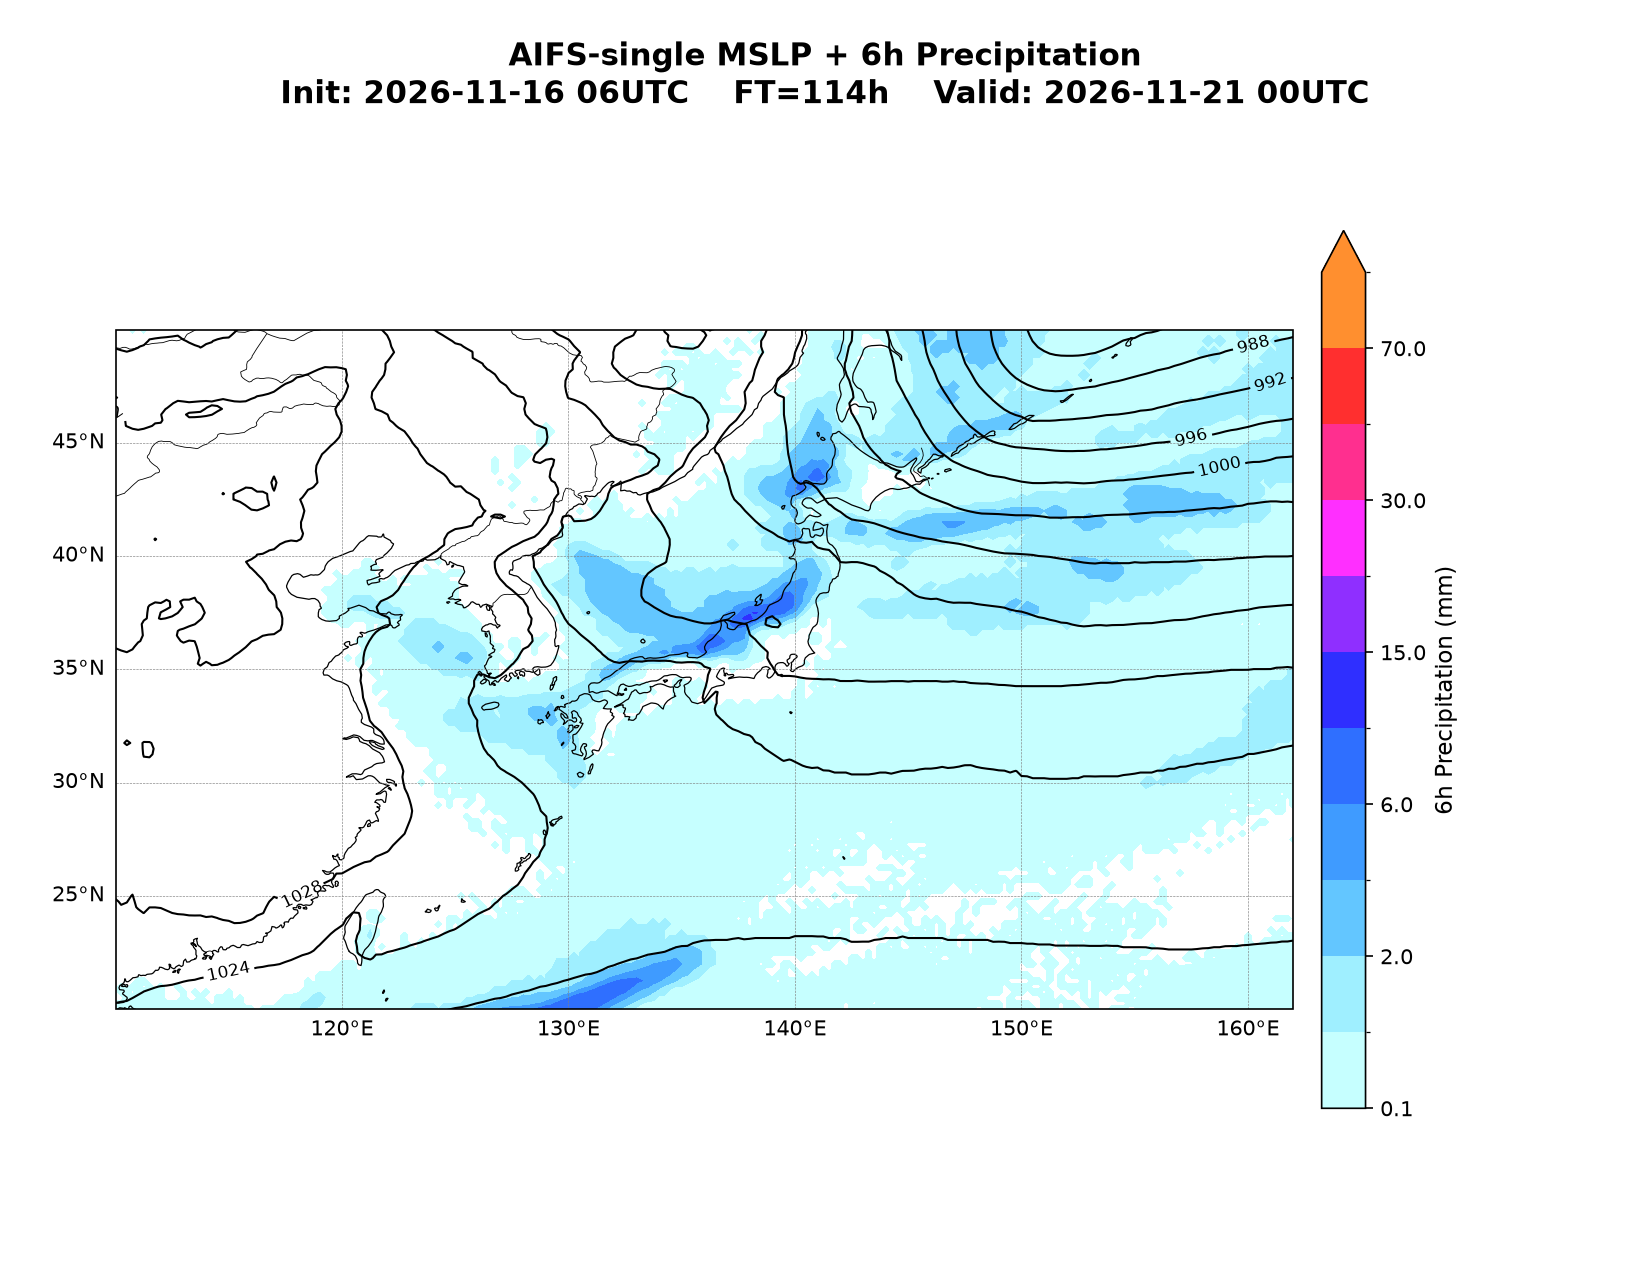 AIFS-single MSLP + 6h Precipitation
Init: 2026-11-16 06UTC    FT=114h    Valid: 2026-11-21 00UTC
988
992
996
1000
1028
1024
45°N
40°N
35°N
30°N
25°N
120°E
130°E
140°E
150°E
160°E
70.0
30.0
15.0
6.0
2.0
0.1
6h Precipitation (mm)